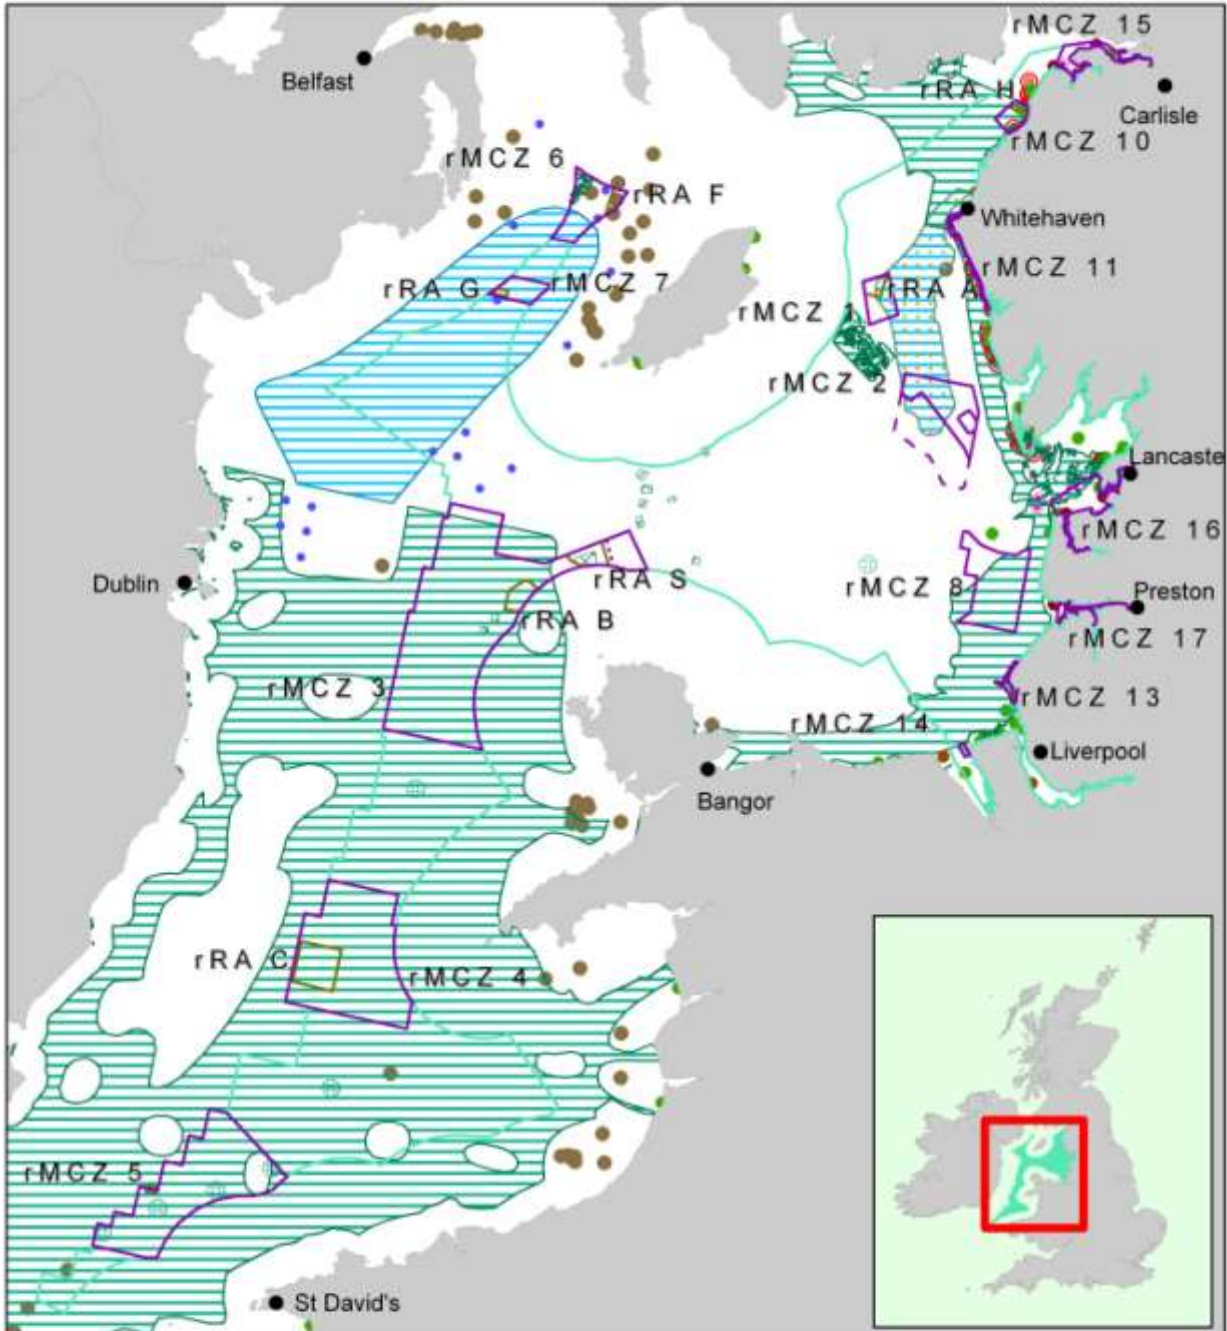 rMCZ 15
Belfast
rRA H
Carlisle
rMCZ 10
rMCZ 6
rRA F
Whitehaven
rMCZ 11
rRA G
rMCZ 7
rRA A
rMCZ 1
rMCZ 2
Lancaste
rMCZ 16
Dublin
rRA S
rMCZ 8
Preston
rRA B
rMCZ 17
rMCZ 3
rMCZ 13
rMCZ 14
Liverpool
Bangor
rRA C
rMCZ 4
rMCZ 5
St David's